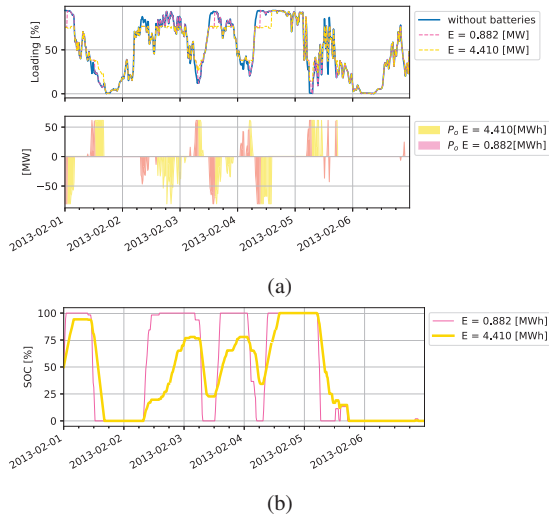 Loading [%]
50
0
without batteries
E = 0.882 [MW]
E = 4.410 [MW]
[MW]
50
0
−50
P_o E = 4.410[MWh]
P_o E = 0.882[MWh]
2013-02-01
2013-02-02
2013-02-03
2013-02-04
2013-02-05
2013-02-06
(a)
SOC [%]
100
75
50
25
0
E = 0.882 [MWh]
E = 4.410 [MWh]
2013-02-01
2013-02-02
2013-02-03
2013-02-04
2013-02-05
2013-02-06
(b)